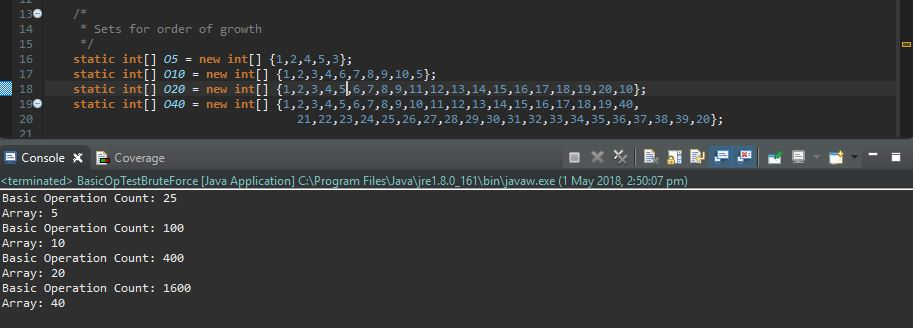 12
13 /*
14 * Sets for order of growth
15 */
16 static int[] O5 = new int[] {1,2,4,5,3};
17 static int[] O10 = new int[] {1,2,3,4,6,7,8,9,10,5};
18 static int[] O20 = new int[] {1,2,3,4,5,6,7,8,9,11,12,13,14,15,16,17,18,19,20,10};
19 static int[] O40 = new int[] {1,2,3,4,5,6,7,8,9,10,11,12,13,14,15,16,17,18,19,40,
20 21,22,23,24,25,26,27,28,29,30,31,32,33,34,35,36,37,38,39,20};
21
Console Coverage
<terminated> BasicOpTestBruteForce [Java Application] C:\Program Files\Java\jre1.8.0_161\bin\javaw.exe (1 May 2018, 2:50:07 pm)
Basic Operation Count: 25
Array: 5
Basic Operation Count: 100
Array: 10
Basic Operation Count: 400
Array: 20
Basic Operation Count: 1600
Array: 40